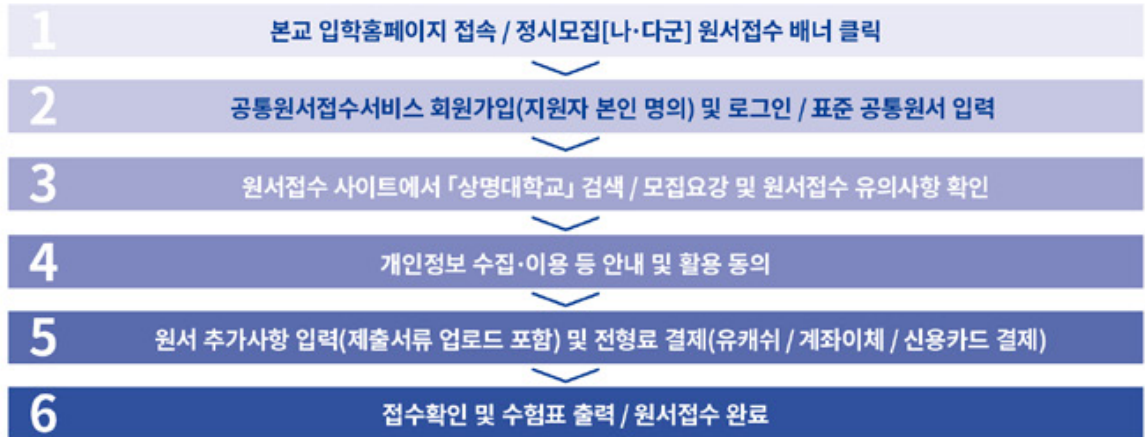 1
본교 입학홈페이지 접속 / 정시모집[나·다군] 원서접수 배너 클릭
2
공통원서접수서비스 회원가입(지원자 본인 명의) 및 로그인 / 표준 공통원서 입력
3
원서접수 사이트에서 「상명대학교」 검색 / 모집요강 및 원서접수 유의사항 확인
4
개인정보 수집·이용 등 안내 및 활용 동의
5
원서 추가사항 입력(제출서류 업로드 포함) 및 전형료 결제(유캐쉬 / 계좌이체 / 신용카드 결제)
6
접수확인 및 수험표 출력 / 원서접수 완료